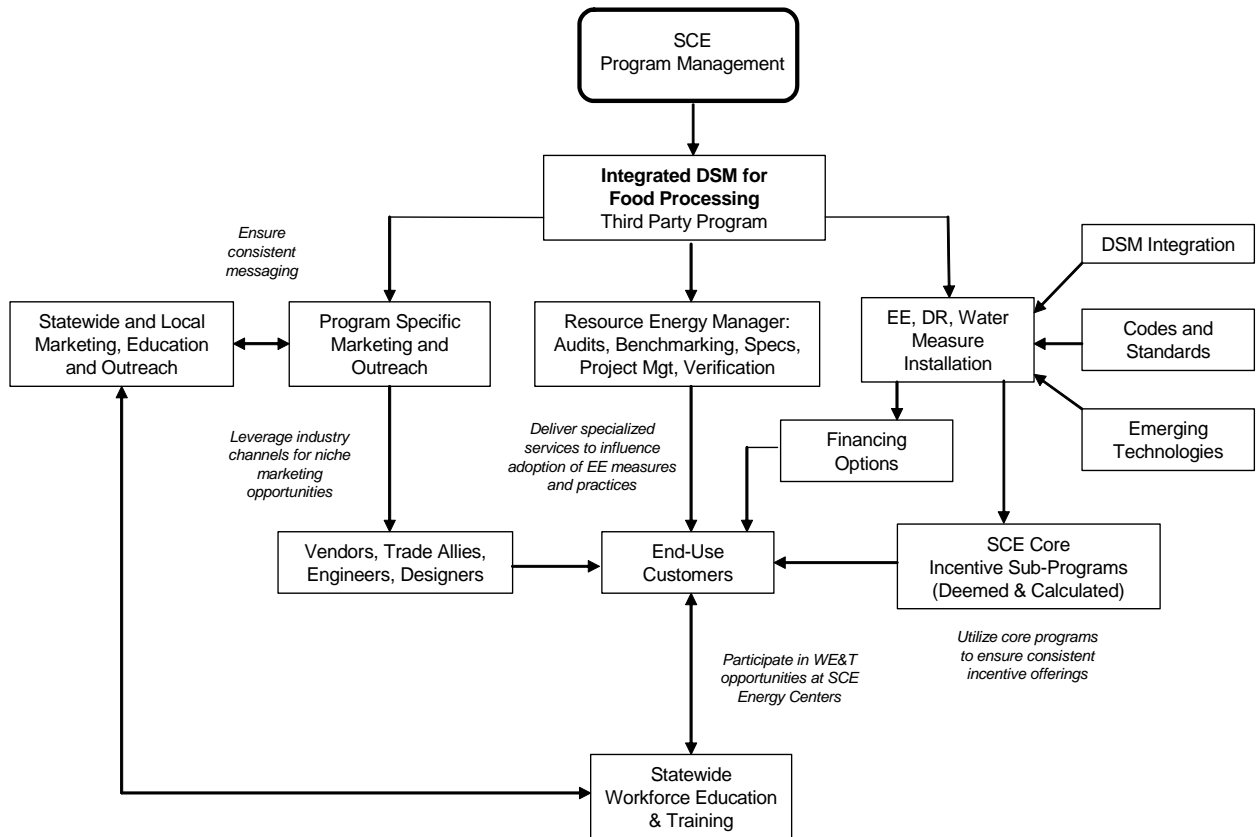 SCE
Program Management
Integrated DSM for
Food Processing
Third Party Program
Ensure
consistent
messaging
DSM Integration
Statewide and Local
Marketing, Education
and Outreach
Program Specific
Marketing and
Outreach
Resource Energy Manager:
Audits, Benchmarking, Specs,
Project Mgt, Verification
EE, DR, Water
Measure
Installation
Codes and
Standards
Leverage industry
channels for niche
marketing
opportunities
Deliver specialized
services to influence
adoption of EE measures
and practices
Financing
Options
Emerging
Technologies
Vendors, Trade Allies,
Engineers, Designers
End-Use
Customers
SCE Core
Incentive Sub-Programs
(Deemed & Calculated)
Participate in WE&T
opportunities at SCE
Energy Centers
Utilize core programs
to ensure consistent
incentive offerings
Statewide
Workforce Education
& Training